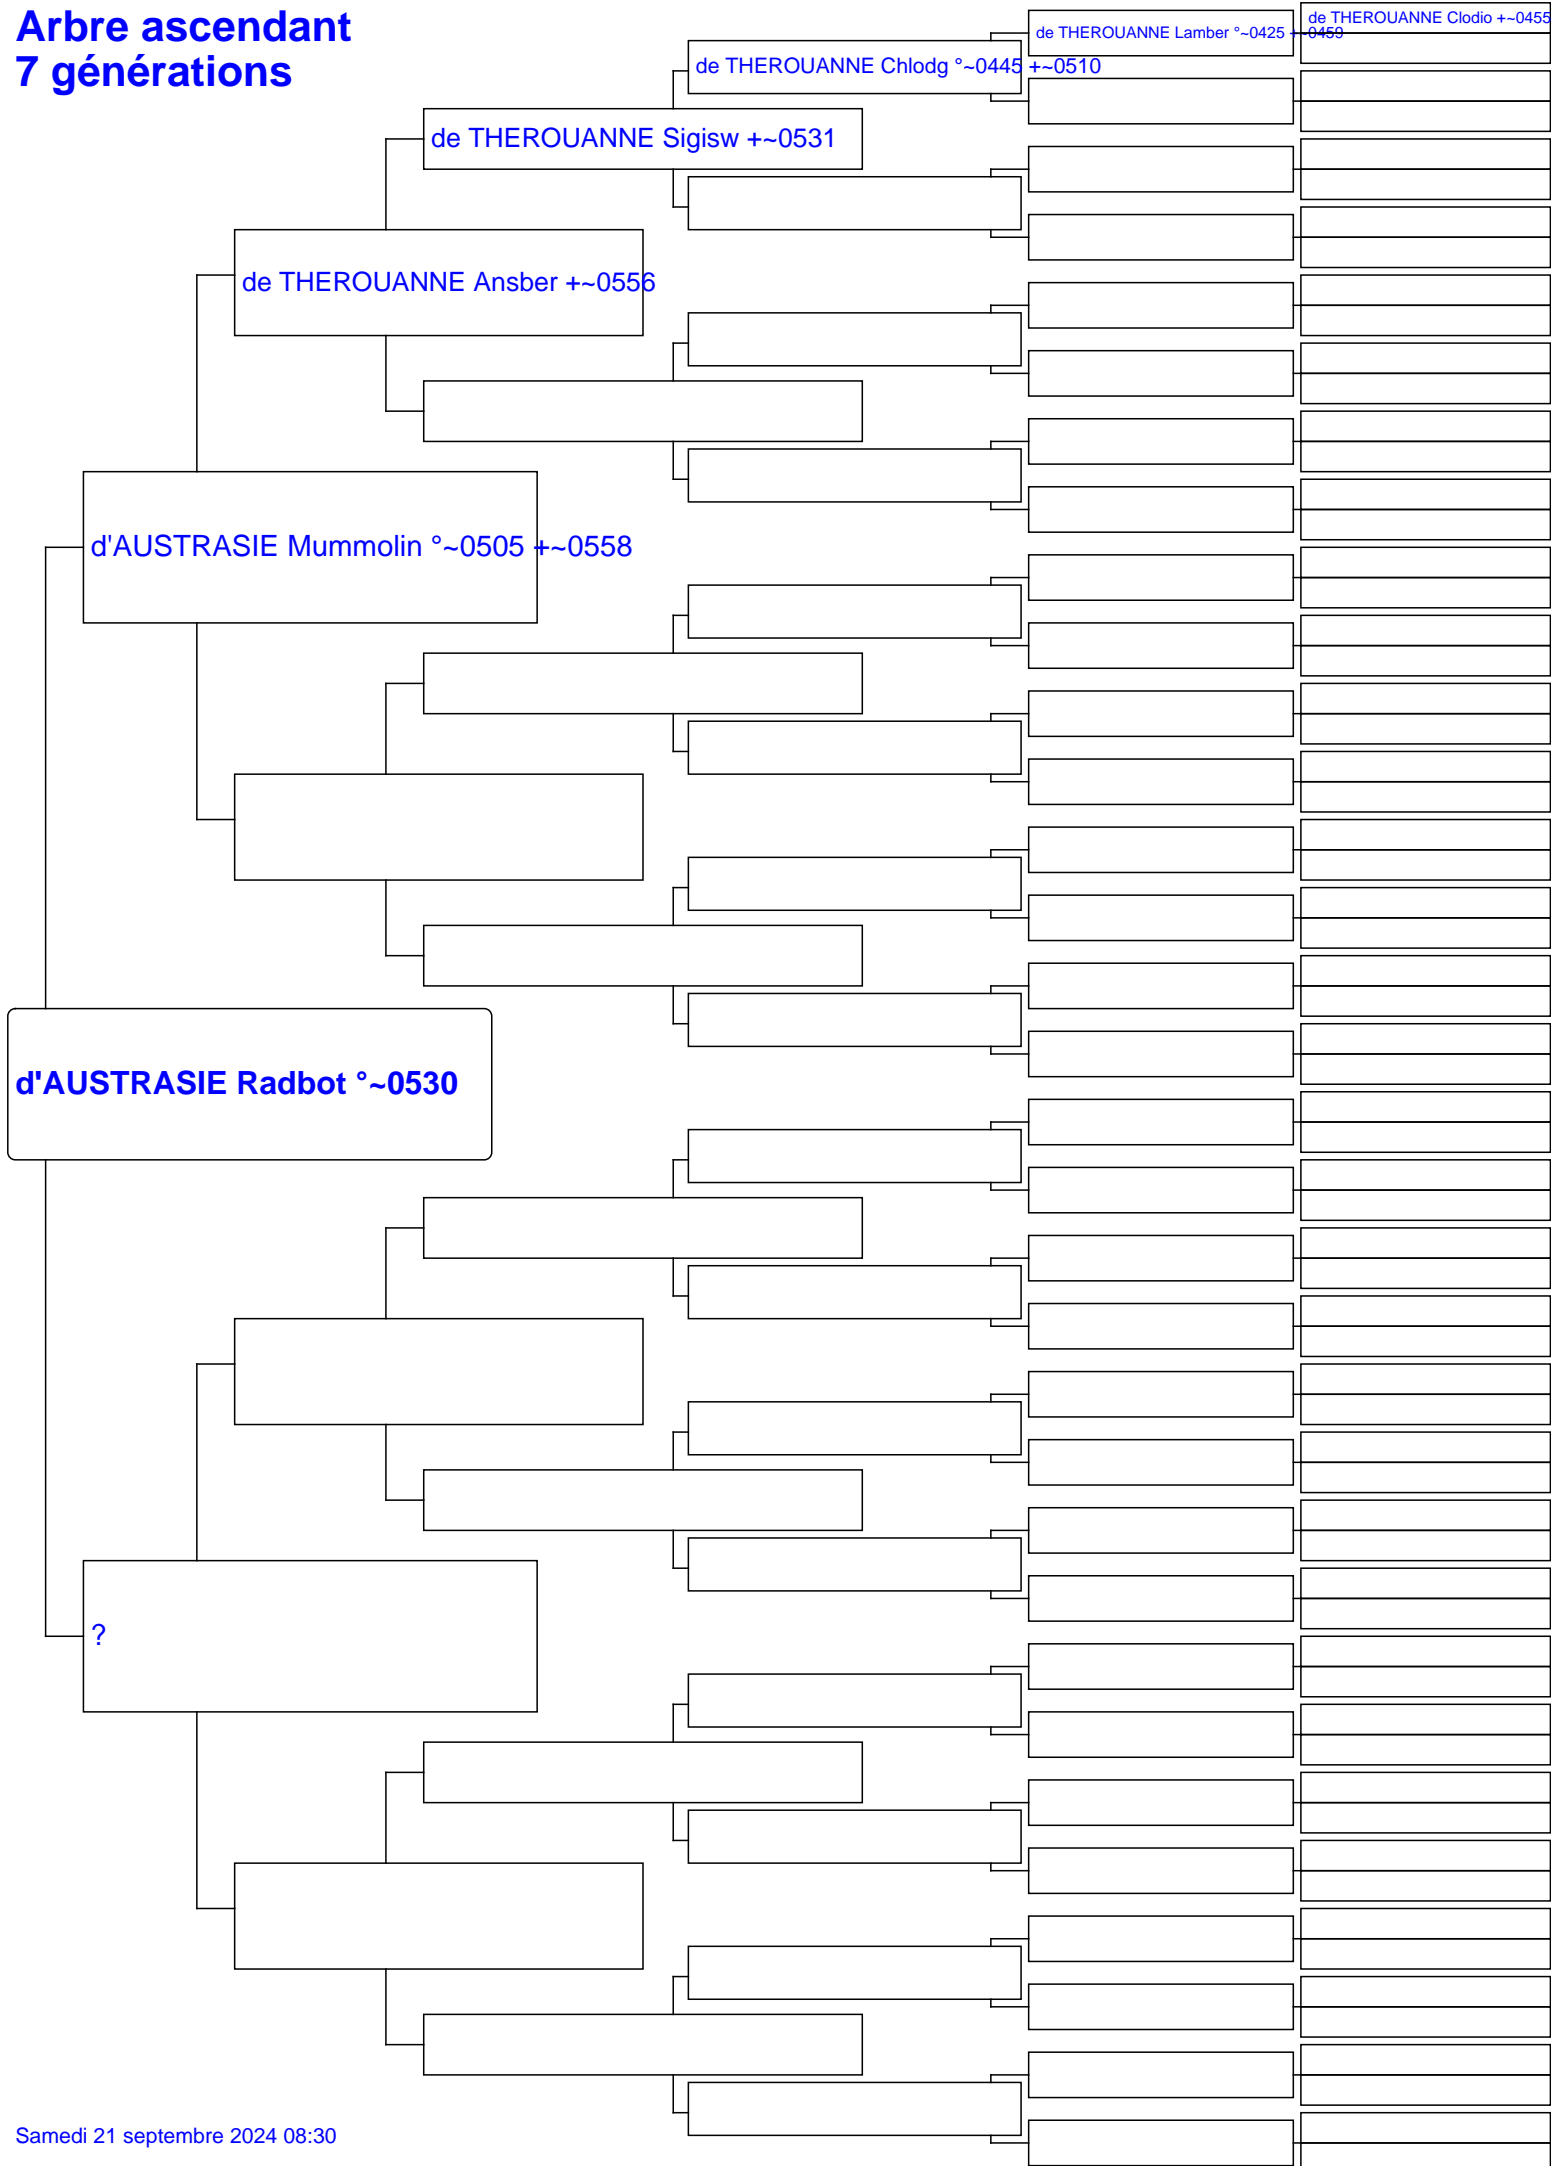 Arbre ascendant
7 générations
de THEROUANNE Clodio +~0455
de THEROUANNE Lamber °~0425 +~0459
de THEROUANNE Chlodg °~0445 +~0510
de THEROUANNE Sigisw +~0531
de THEROUANNE Ansber +~0556
d'AUSTRASIE Mummolin °~0505 +~0558
d'AUSTRASIE Radbot °~0530
?
Samedi 21 septembre 2024 08:30